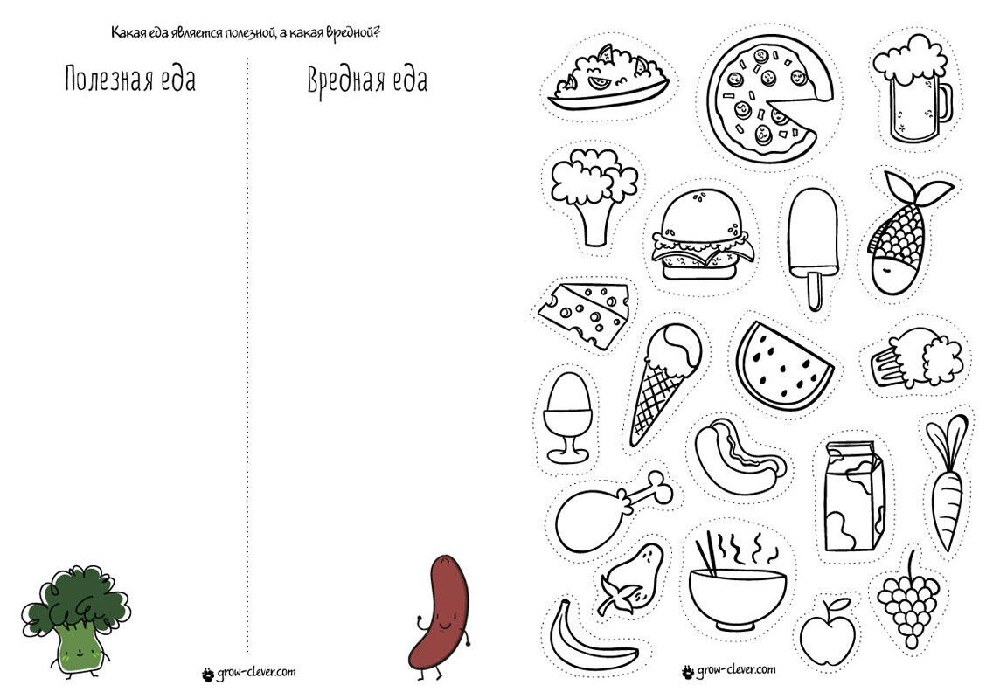 Какая еда является полезной, а какая вредной?
Полезная еда
Вредная еда
grow-clever.com
grow-clever.com